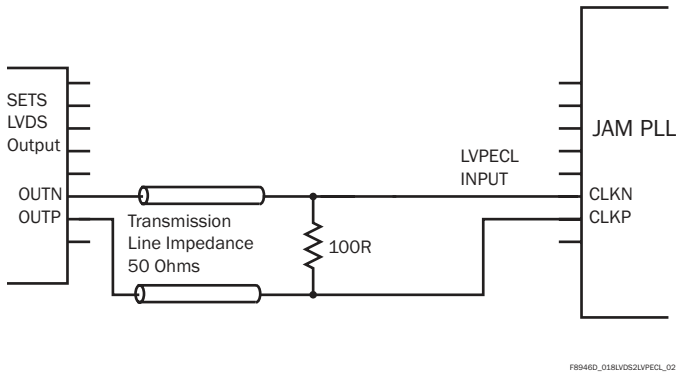 SETS
LVDS
Output
OUTN
OUTP
Transmission
Line Impedance
50 Ohms
100R
LVPECL
INPUT
JAM PLL
CLKN
CLKP
F8946D_018LVDS2LVPECL_02